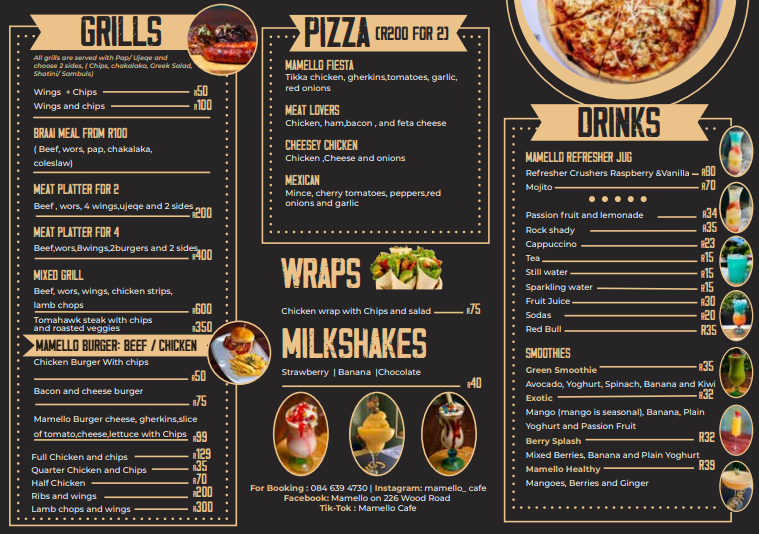 GRILLS
All grills are served with Pap/ Ujeqe and
choose 2 sides, ( Chips, chakalaka, Greek Salad,
Shatini/ Sambuls)
Wings + Chips R50
Wings and chips R100
BRAAI MEAL FROM R100
( Beef, wors, pap, chakalaka,
coleslaw)
MEAT PLATTER FOR 2
Beef , wors, 4 wings,ujeqe and 2 sides
R200
MEAT PLATTER FOR 4
Beef,wors,8wings,2burgers and 2 sides
R400
MIXED GRILL
Beef, wors, wings, chicken strips,
lamb chops R600
Tomahawk steak with chips
and roasted veggies R350
MAMELLO BURGER: BEEF / CHICKEN
Chicken Burger With chips
R50
Bacon and cheese burger
R75
Mamello Burger cheese, gherkins,slice
of tomato,cheese,lettuce with Chips R99
Full Chicken and chips R129
Quarter Chicken and Chips R35
Half Chicken R70
Ribs and wings R200
Lamb chops and wings R300
PIZZA (R200 FOR 2)
MAMELLO FIESTA
Tikka chicken, gherkins,tomatoes, garlic,
red onions
MEAT LOVERS
Chicken, ham,bacon , and feta cheese
CHEESEY CHICKEN
Chicken ,Cheese and onions
MEXICAN
Mince, cherry tomatoes, peppers,red
onions and garlic
WRAPS
Chicken wrap with Chips and salad R75
MILKSHAKES
Strawberry | Banana |Chocolate
R40
For Booking : 084 639 4730 | Instagram: mamello_ cafe
Facebook: Mamello on 226 Wood Road
Tik-Tok : Mamello Cafe
DRINKS
MAMELLO REFRESHER JUG
Refresher Crushers Raspberry &Vanilla R80
Mojito R70
Passion fruit and lemonade R34
Rock shady R35
Cappuccino R23
Tea R15
Still water R15
Sparkling water R15
Fruit Juice R30
Sodas R20
Red Bull R35
SMOOTHIES
Green Smoothie R35
Avocado, Yoghurt, Spinach, Banana and Kiwi
Exotic R32
Mango (mango is seasonal), Banana, Plain
Yoghurt and Passion Fruit
Berry Splash R32
Mixed Berries, Banana and Plain Yoghurt
Mamello Healthy R39
Mangoes, Berries and Ginger